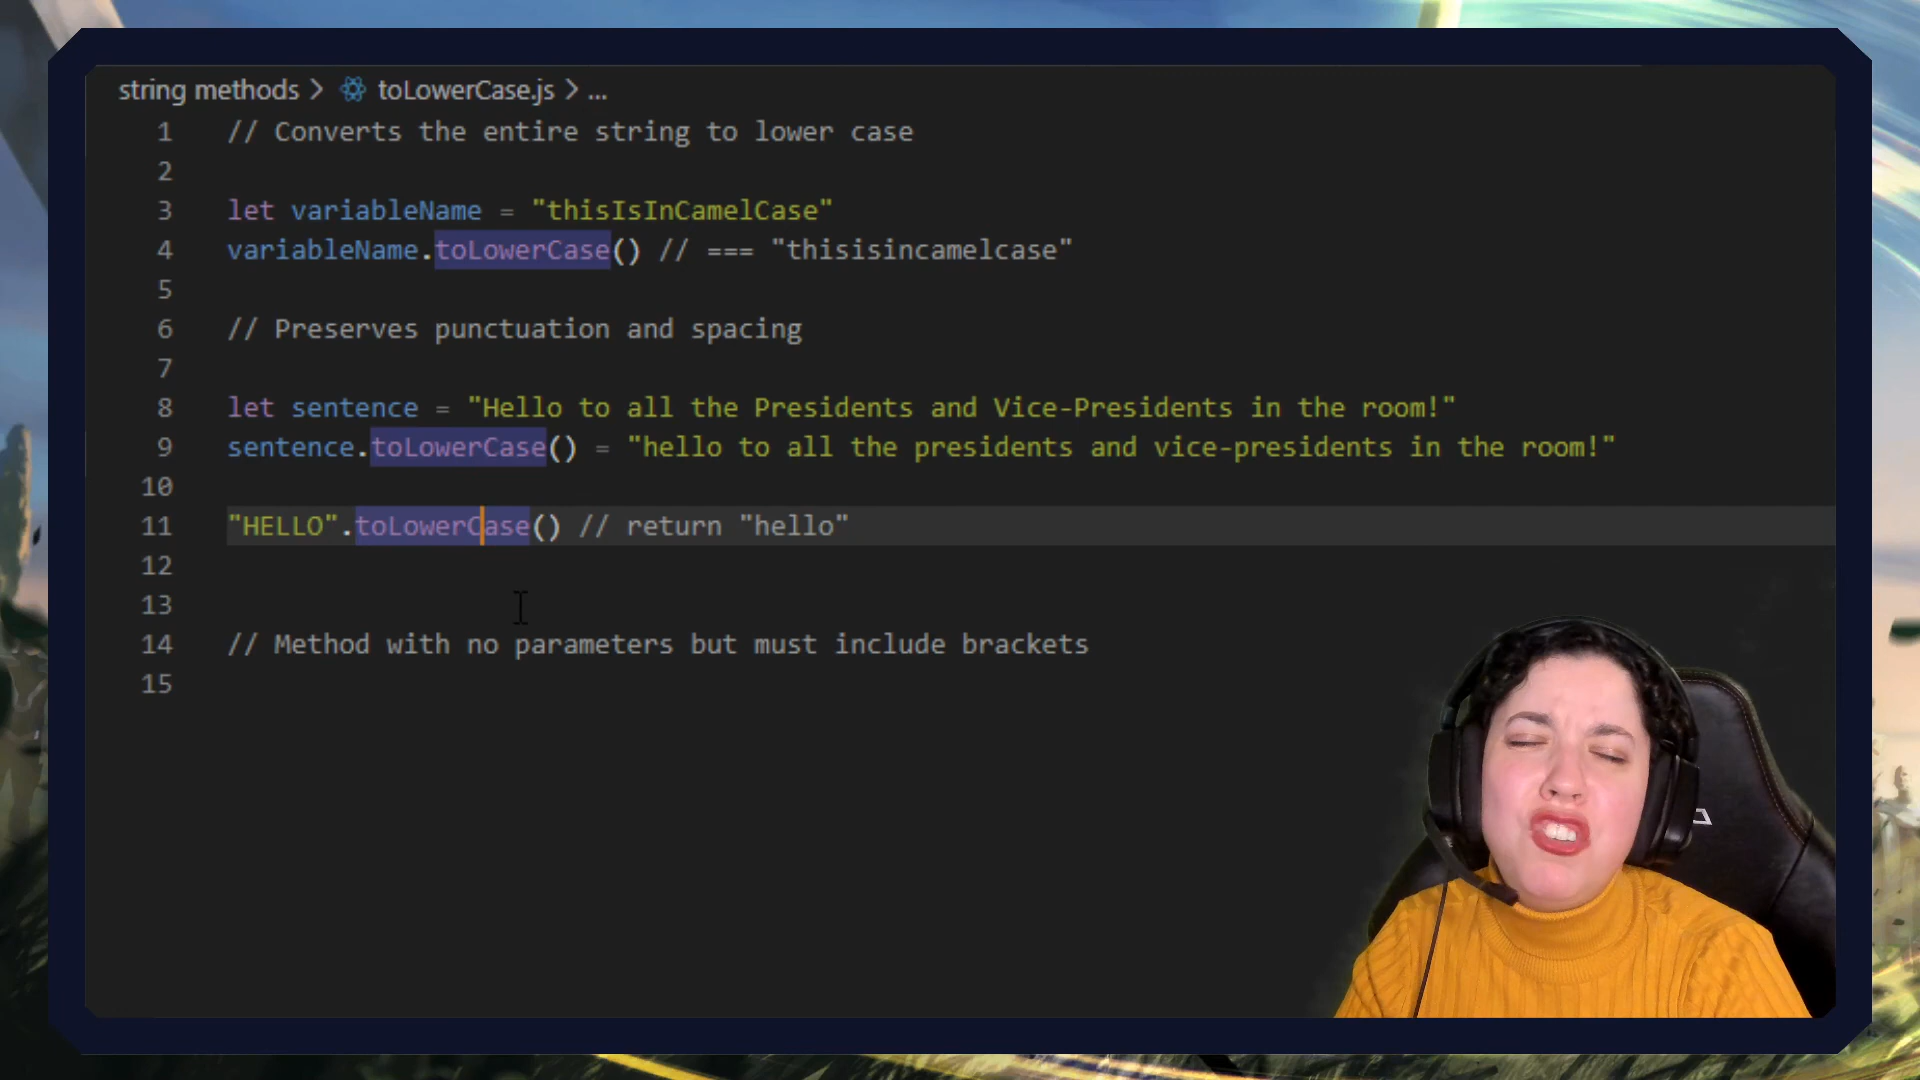 string methods > toLowerCase.js > ...
1 // Converts the entire string to lower case
2
3 let variableName = "thisIsInCamelCase"
4 variableName.toLowerCase() // === "thisisincamelcase"
5
6 // Preserves punctuation and spacing
7
8 let sentence = "Hello to all the Presidents and Vice-Presidents in the room!"
9 sentence.toLowerCase() = "hello to all the presidents and vice-presidents in the room!"
10
11 "HELLO".toLowerCase() // return "hello"
12
13
14 // Method with no parameters but must include brackets
15